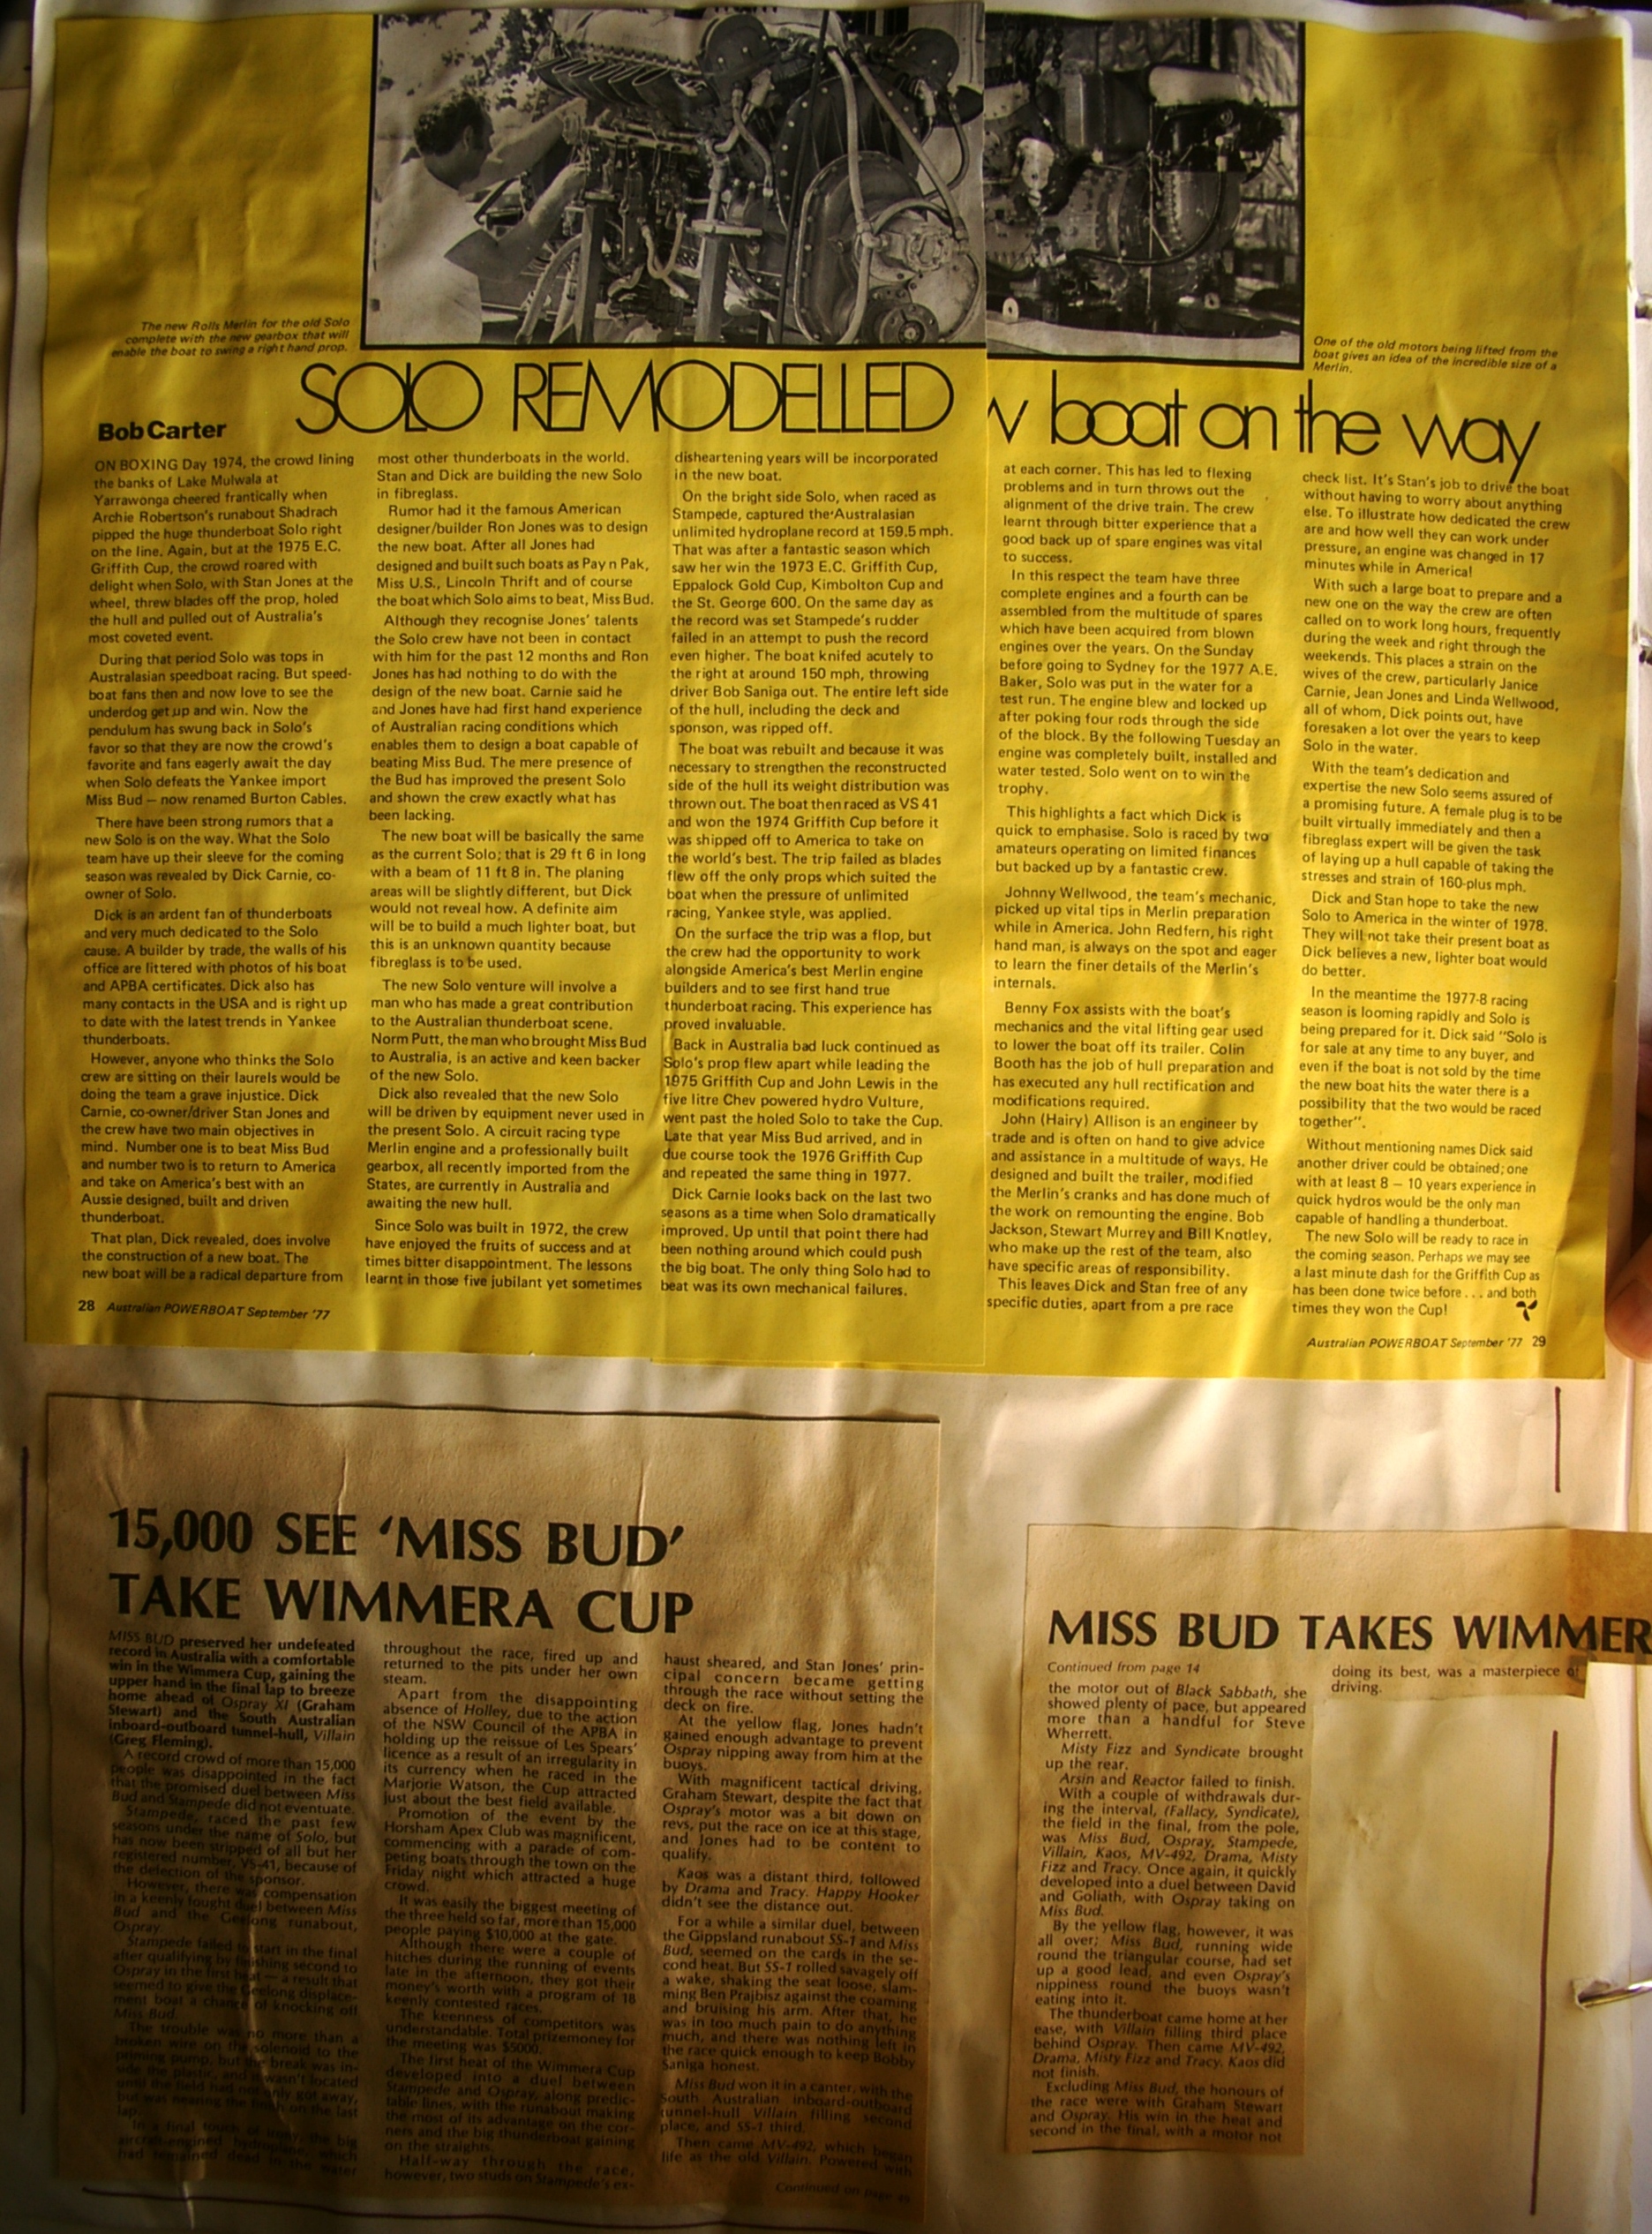 The new Rolls Merlin for the old Solo
complete with the new gearbox that will
enable the boat to swing a right hand prop.
One of the old motors being lifted from the
boat gives an idea of the incredible size of a
Merlin.
SOLO REMODELLED
w boat on the way
Bob Carter
ON BOXING Day 1974, the crowd lining
the banks of Lake Mulwala at
Yarrawonga cheered frantically when
Archie Robertson's runabout Shadrach
pipped the huge thunderboat Solo right
on the line. Again, but at the 1975 E.C.
Griffith Cup, the crowd roared with
delight when Solo, with Stan Jones at the
wheel, threw blades off the prop, holed
the hull and pulled out of Australia's
most coveted event.
During that period Solo was tops in
Australasian speedboat racing. But speed-
boat fans then and now love to see the
underdog get up and win. Now the
pendulum has swung back in Solo's
favor so that they are now the crowd's
favorite and fans eagerly await the day
when Solo defeats the Yankee import
Miss Bud — now renamed Burton Cables.
There have been strong rumors that a
new Solo is on the way. What the Solo
team have up their sleeve for the coming
season was revealed by Dick Carnie, co-
owner of Solo.
Dick is an ardent fan of thunderboats
and very much dedicated to the Solo
cause. A builder by trade, the walls of his
office are littered with photos of his boat
and APBA certificates. Dick also has
many contacts in the USA and is right up
to date with the latest trends in Yankee
thunderboats.
However, anyone who thinks the Solo
crew are sitting on their laurels would be
doing the team a grave injustice. Dick
Carnie, co-owner/driver Stan Jones and
the crew have two main objectives in
mind. Number one is to beat Miss Bud
and number two is to return to America
and take on America's best with an
Aussie designed, built and driven
thunderboat.
That plan, Dick revealed, does involve
the construction of a new boat. The
new boat will be a radical departure from
most other thunderboats in the world.
Stan and Dick are building the new Solo
in fibreglass.
Rumor had it the famous American
designer/builder Ron Jones was to design
the new boat. After all Jones had
designed and built such boats as Pay n Pak,
Miss U.S., Lincoln Thrift and of course
the boat which Solo aims to beat, Miss Bud.
Although they recognise Jones' talents
the Solo crew have not been in contact
with him for the past 12 months and Ron
Jones has had nothing to do with the
design of the new boat. Carnie said he
and Jones have had first hand experience
of Australian racing conditions which
enables them to design a boat capable of
beating Miss Bud. The mere presence of
the Bud has improved the present Solo
and shown the crew exactly what has
been lacking.
The new boat will be basically the same
as the current Solo; that is 29 ft 6 in long
with a beam of 11 ft 8 in. The planing
areas will be slightly different, but Dick
would not reveal how. A definite aim
will be to build a much lighter boat, but
this is an unknown quantity because
fibreglass is to be used.
The new Solo venture will involve a
man who has made a great contribution
to the Australian thunderboat scene.
Norm Putt, the man who brought Miss Bud
to Australia, is an active and keen backer
of the new Solo.
Dick also revealed that the new Solo
will be driven by equipment never used in
the present Solo. A circuit racing type
Merlin engine and a professionally built
gearbox, all recently imported from the
States, are currently in Australia and
awaiting the new hull.
Since Solo was built in 1972, the crew
have enjoyed the fruits of success and at
times bitter disappointment. The lessons
learnt in those five jubilant yet sometimes
disheartening years will be incorporated
in the new boat.
On the bright side Solo, when raced as
Stampede, captured the Australasian
unlimited hydroplane record at 159.5 mph.
That was after a fantastic season which
saw her win the 1973 E.C. Griffith Cup,
Eppalock Gold Cup, Kimbolton Cup and
the St. George 600. On the same day as
the record was set Stampede's rudder
failed in an attempt to push the record
even higher. The boat knifed acutely to
the right at around 150 mph, throwing
driver Bob Saniga out. The entire left side
of the hull, including the deck and
sponson, was ripped off.
The boat was rebuilt and because it was
necessary to strengthen the reconstructed
side of the hull its weight distribution was
thrown out. The boat then raced as VS 41
and won the 1974 Griffith Cup before it
was shipped off to America to take on
the world's best. The trip failed as blades
flew off the only props which suited the
boat when the pressure of unlimited
racing, Yankee style, was applied.
On the surface the trip was a flop, but
the crew had the opportunity to work
alongside America's best Merlin engine
builders and to see first hand true
thunderboat racing. This experience has
proved invaluable.
Back in Australia bad luck continued as
Solo's prop flew apart while leading the
1975 Griffith Cup and John Lewis in the
five litre Chev powered hydro Vulture,
went past the holed Solo to take the Cup.
Late that year Miss Bud arrived, and in
due course took the 1976 Griffith Cup
and repeated the same thing in 1977.
Dick Carnie looks back on the last two
seasons as a time when Solo dramatically
improved. Up until that point there had
been nothing around which could push
the big boat. The only thing Solo had to
beat was its own mechanical failures.
28 Australian POWERBOAT September '77
at each corner. This has led to flexing
problems and in turn throws out the
alignment of the drive train. The crew
learnt through bitter experience that a
good back up of spare engines was vital
to success.
In this respect the team have three
complete engines and a fourth can be
assembled from the multitude of spares
which have been acquired from blown
engines over the years. On the Sunday
before going to Sydney for the 1977 A.E.
Baker, Solo was put in the water for a
test run. The engine blew and locked up
after poking four rods through the side
of the block. By the following Tuesday an
engine was completely built, installed and
water tested. Solo went on to win the
trophy.
This highlights a fact which Dick is
quick to emphasise. Solo is raced by two
amateurs operating on limited finances
but backed up by a fantastic crew.
Johnny Wellwood, the team's mechanic,
picked up vital tips in Merlin preparation
while in America. John Redfern, his right
hand man, is always on the spot and eager
to learn the finer details of the Merlin's
internals.
Benny Fox assists with the boat's
mechanics and the vital lifting gear used
to lower the boat off its trailer. Colin
Booth has the job of hull preparation and
has executed any hull rectification and
modifications required.
John (Hairy) Allison is an engineer by
trade and is often on hand to give advice
and assistance in a multitude of ways. He
designed and built the trailer, modified
the Merlin's cranks and has done much of
the work on remounting the engine. Bob
Jackson, Stewart Murrey and Bill Knotley,
who make up the rest of the team, also
have specific areas of responsibility.
This leaves Dick and Stan free of any
specific duties, apart from a pre race
check list. It's Stan's job to drive the boat
without having to worry about anything
else. To illustrate how dedicated the crew
are and how well they can work under
pressure, an engine was changed in 17
minutes while in America!
With such a large boat to prepare and a
new one on the way the crew are often
called on to work long hours, frequently
during the week and right through the
weekends. This places a strain on the
wives of the crew, particularly Janice
Carnie, Jean Jones and Linda Wellwood,
all of whom, Dick points out, have
foresaken a lot over the years to keep
Solo in the water.
With the team's dedication and
expertise the new Solo seems assured of
a promising future. A female plug is to be
built virtually immediately and then a
fibreglass expert will be given the task
of laying up a hull capable of taking the
stresses and strain of 160-plus mph.
Dick and Stan hope to take the new
Solo to America in the winter of 1978.
They will not take their present boat as
Dick believes a new, lighter boat would
do better.
In the meantime the 1977-8 racing
season is looming rapidly and Solo is
being prepared for it. Dick said "Solo is
for sale at any time to any buyer, and
even if the boat is not sold by the time
the new boat hits the water there is a
possibility that the two would be raced
together".
Without mentioning names Dick said
another driver could be obtained; one
with at least 8 — 10 years experience in
quick hydros would be the only man
capable of handling a thunderboat.
The new Solo will be ready to race in
the coming season. Perhaps we may see
a last minute dash for the Griffith Cup as
has been done twice before . . . and both
times they won the Cup!
Australian POWERBOAT September '77 29
15,000 SEE 'MISS BUD'
TAKE WIMMERA CUP
MISS BUD preserved her undefeated
record in Australia with a comfortable
win in the Wimmera Cup, gaining the
upper hand in the final lap to breeze
home ahead of Ospray XI (Graham
Stewart) and the South Australian
inboard-outboard tunnel-hull, Villain
(Greg Fleming).
A record crowd of more than 15,000
people was disappointed in the fact
that the promised duel between Miss
Bud and Stampede did not eventuate.
Stampede, raced the past few
seasons under the name of Solo, but
has now been stripped of all but her
registered number, VS-41, because of
the defection of the sponsor.
However, there was compensation
in a keenly fought duel between Miss
Bud and the Geelong runabout,
Ospray.
Stampede failed to start in the final
after qualifying by finishing second to
Ospray in the first heat — a result that
seemed to give the Geelong displace-
ment boat a chance of knocking off
Miss Bud.
The trouble was no more than a
broken wire on the solenoid to the
priming pump, but the break was in-
side the plastic, and it wasn't located
until the field had not only got away,
but was nearing the finish on the last
lap.
In a final touch of irony, the big
aircraft-engined hydroplane, which
had remained dead in the water
throughout the race, fired up and
returned to the pits under her own
steam.
Apart from the disappointing
absence of Holley, due to the action
of the NSW Council of the APBA in
holding up the reissue of Les Spears'
licence as a result of an irregularity in
its currency when he raced in the
Marjorie Watson, the Cup attracted
just about the best field available.
Promotion of the event by the
Horsham Apex Club was magnificent,
commencing with a parade of com-
peting boats through the town on the
Friday night which attracted a huge
crowd.
It was easily the biggest meeting of
the three held so far, more than 15,000
people paying $10,000 at the gate.
Although there were a couple of
hitches during the running of events
late in the afternoon, they got their
money's worth with a program of 18
keenly contested races.
The keenness of competitors was
understandable. Total prizemoney for
the meeting was $5000.
The first heat of the Wimmera Cup
developed into a duel between
Stampede and Ospray, along predic-
table lines, with the runabout making
the most of its advantage on the cor-
ners and the big thunderboat gaining
on the straights.
Half-way through the race,
however, two studs on Stampede's ex-
haust sheared, and Stan Jones' prin-
cipal concern became getting
through the race without setting the
deck on fire.
At the yellow flag, Jones hadn't
gained enough advantage to prevent
Ospray nipping away from him at the
buoys.
With magnificent tactical driving,
Graham Stewart, despite the fact that
Ospray's motor was a bit down on
revs, put the race on ice at this stage,
and Jones had to be content to
qualify.
Kaos was a distant third, followed
by Drama and Tracy. Happy Hooker
didn't see the distance out.
For a while a similar duel, between
the Gippsland runabout SS-1 and Miss
Bud, seemed on the cards in the se-
cond heat. But SS-1 rolled savagely off
a wake, shaking the seat loose, slam-
ming Ben Prajbisz against the coaming
and bruising his arm. After that, he
was in too much pain to do anything
much, and there was nothing left in
the race quick enough to keep Bobby
Saniga honest.
Miss Bud won it in a canter, with the
South Australian inboard-outboard
tunnel-hull Villain filling second
place, and SS-1 third.
Then came MV-492, which began
life as the old Villain. Powered with
Continued on page 49
MISS BUD TAKES WIMMER
Continued from page 14
the motor out of Black Sabbath, she
showed plenty of pace, but appeared
more than a handful for Steve
Wherrett.
Misty Fizz and Syndicate brought
up the rear.
Arsin and Reactor failed to finish.
With a couple of withdrawals dur-
ing the interval, (Fallacy, Syndicate),
the field in the final, from the pole,
was Miss Bud, Ospray, Stampede,
Villain, Kaos, MV-492, Drama, Misty
Fizz and Tracy. Once again, it quickly
developed into a duel between David
and Goliath, with Ospray taking on
Miss Bud.
By the yellow flag, however, it was
all over; Miss Bud, running wide
round the triangular course, had set
up a good lead, and even Ospray's
nippiness round the buoys wasn't
eating into it.
The thunderboat came home at her
ease, with Villain filling third place
behind Ospray. Then came MV-492,
Drama, Misty Fizz and Tracy. Kaos did
not finish.
Excluding Miss Bud, the honours of
the race were with Graham Stewart
and Ospray. His win in the heat and
second in the final, with a motor not
doing its best, was a masterpiece of
driving.